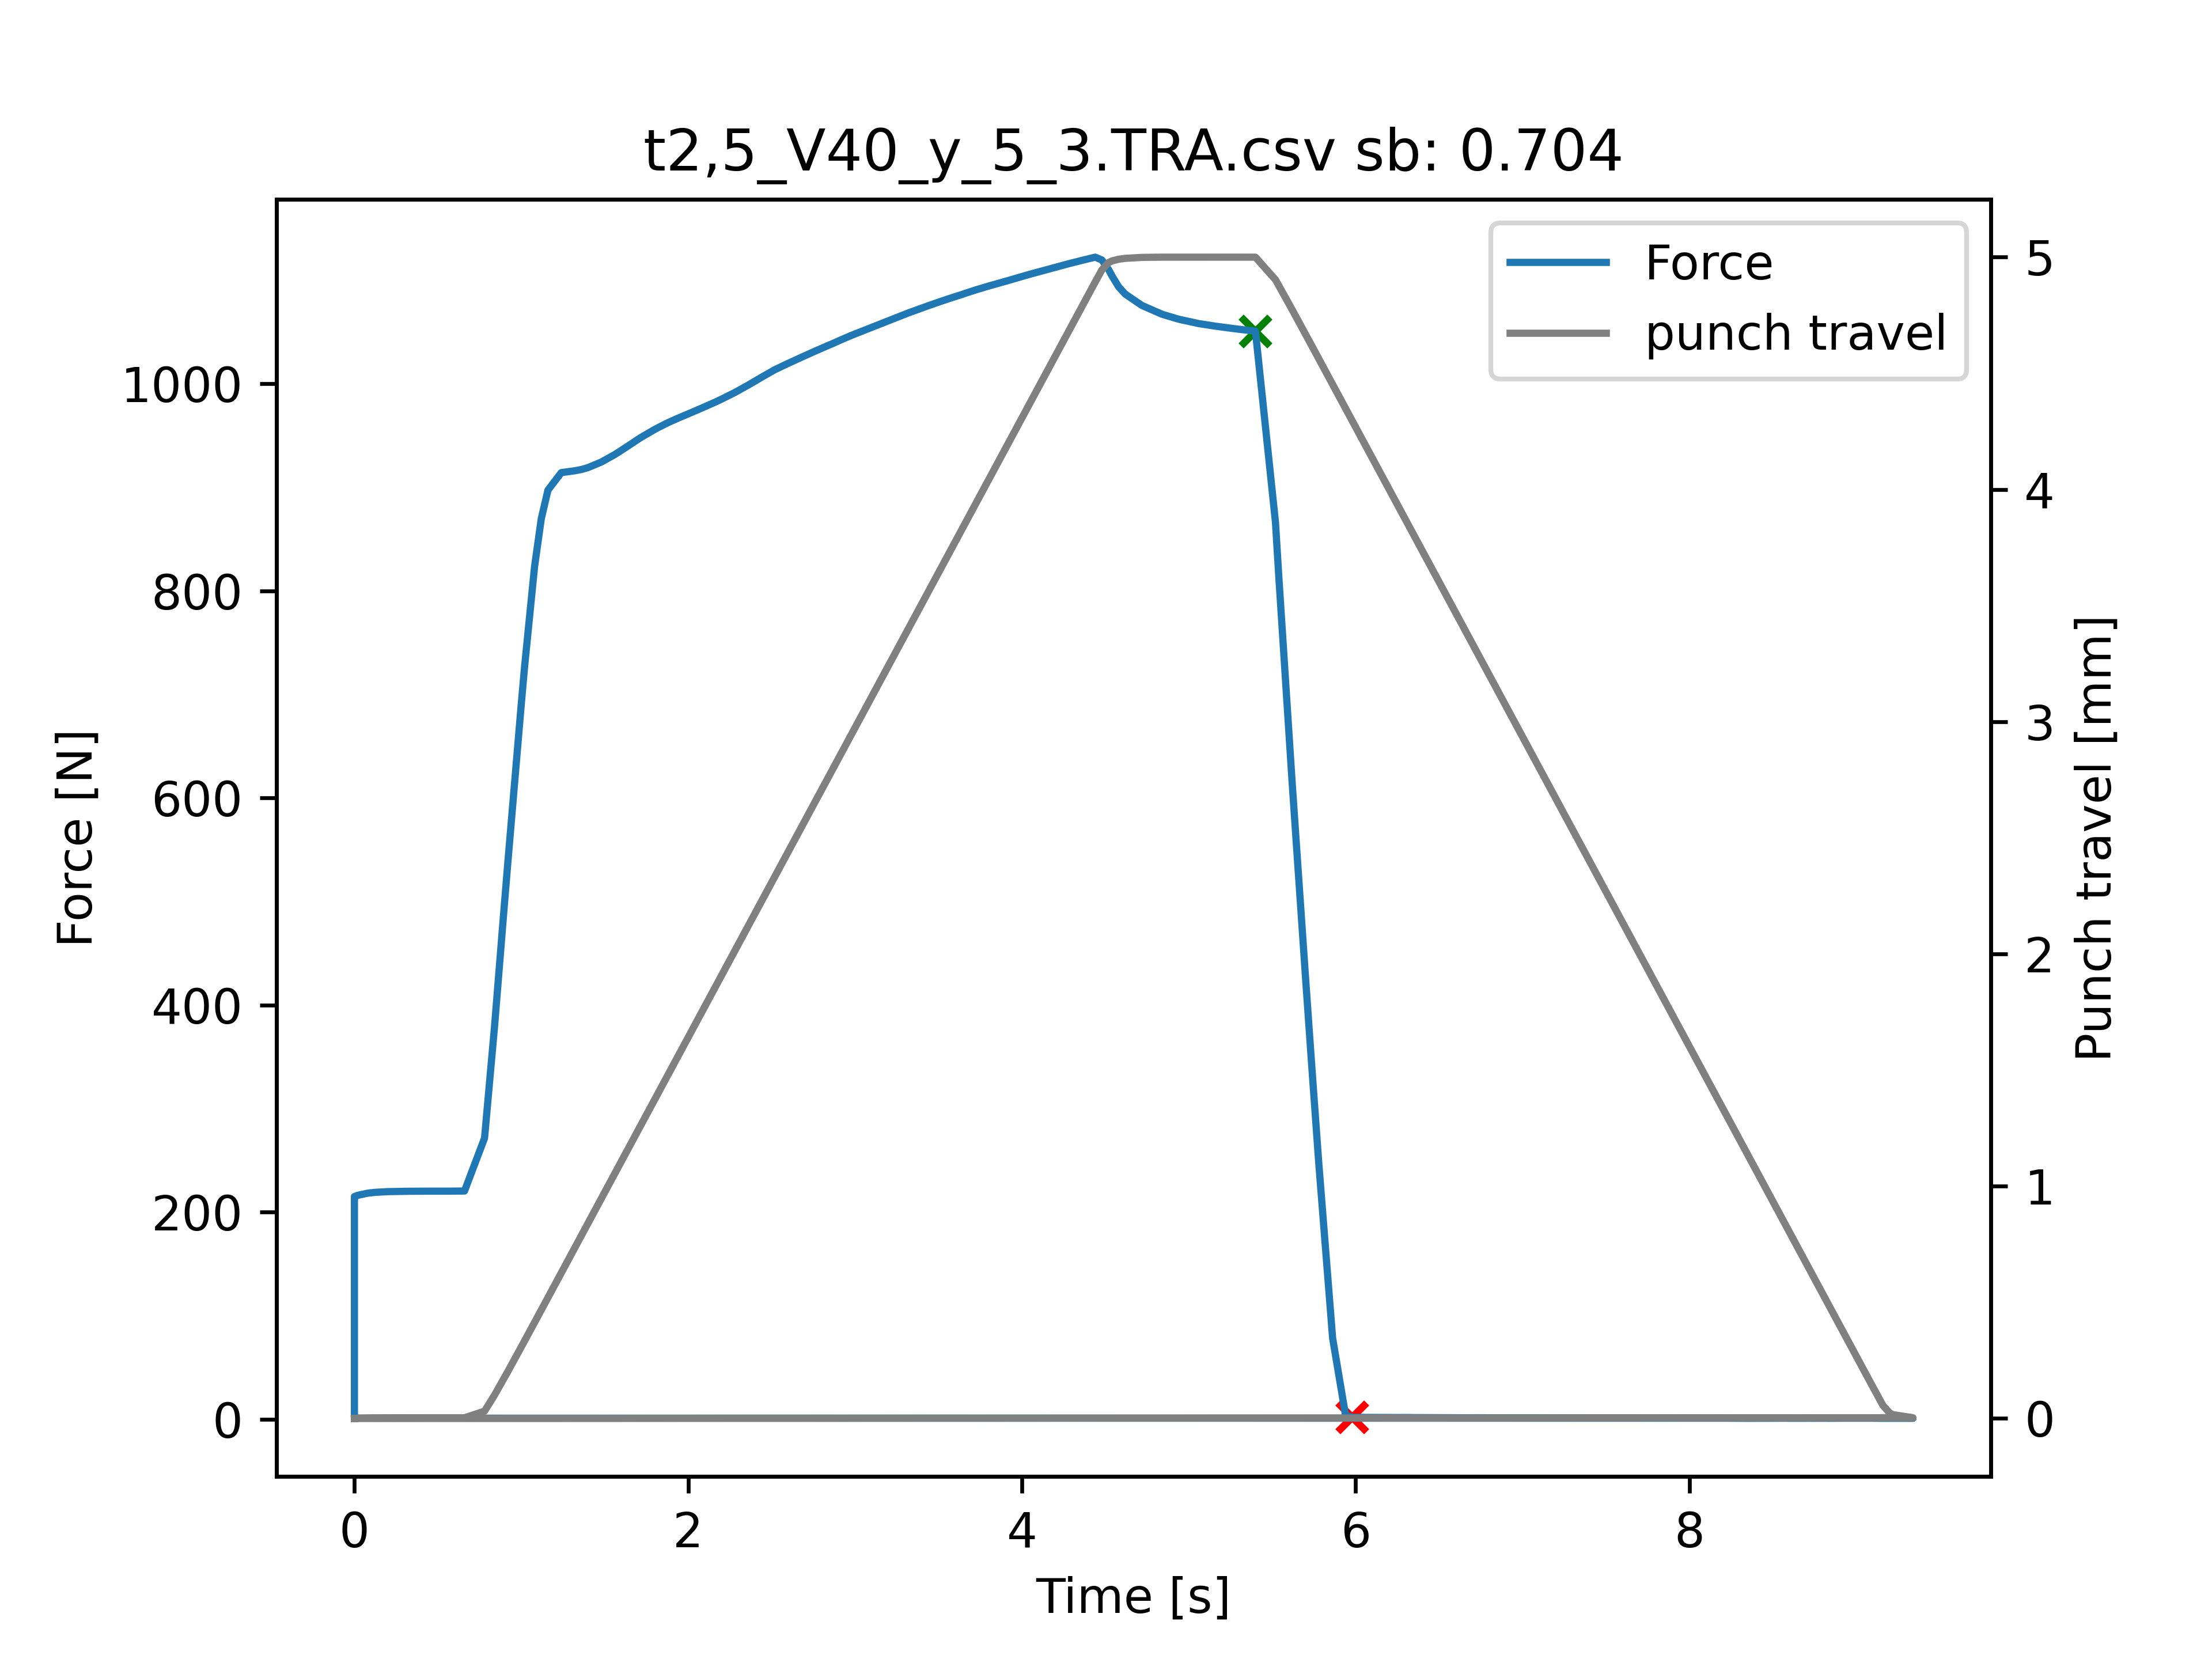 t2,5_V40_y_5_3.TRA.csv sb: 0.704
Force
punch travel
Force [N]
1000
800
600
400
200
0
5
4
3
2
1
0
Punch travel [mm]
0 2 4 6 8
Time [s]